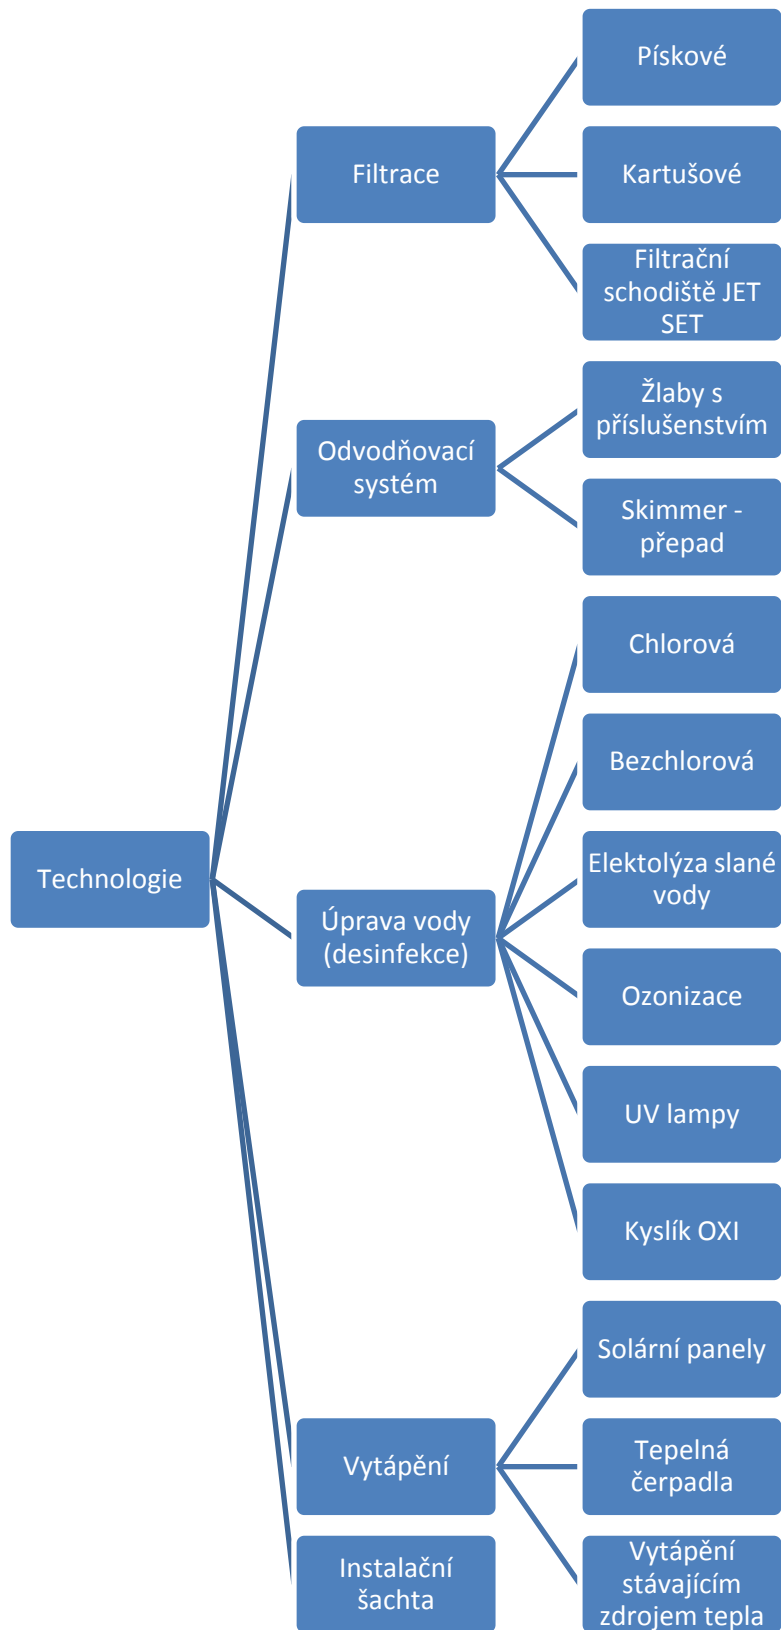 Technologie
Filtrace
Pískové
Kartušové
Filtrační
schodiště JET
SET
Odvodňovací
systém
Žlaby s
příslušenstvím
Skimmer -
přepad
Úprava vody
(desinfekce)
Chlorová
Bezchlorová
Elektolýza slané
vody
Ozonizace
UV lampy
Kyslík OXI
Vytápění
Solární panely
Tepelná
čerpadla
Vytápění
stávajícím
zdrojem tepla
Instalační
šachta